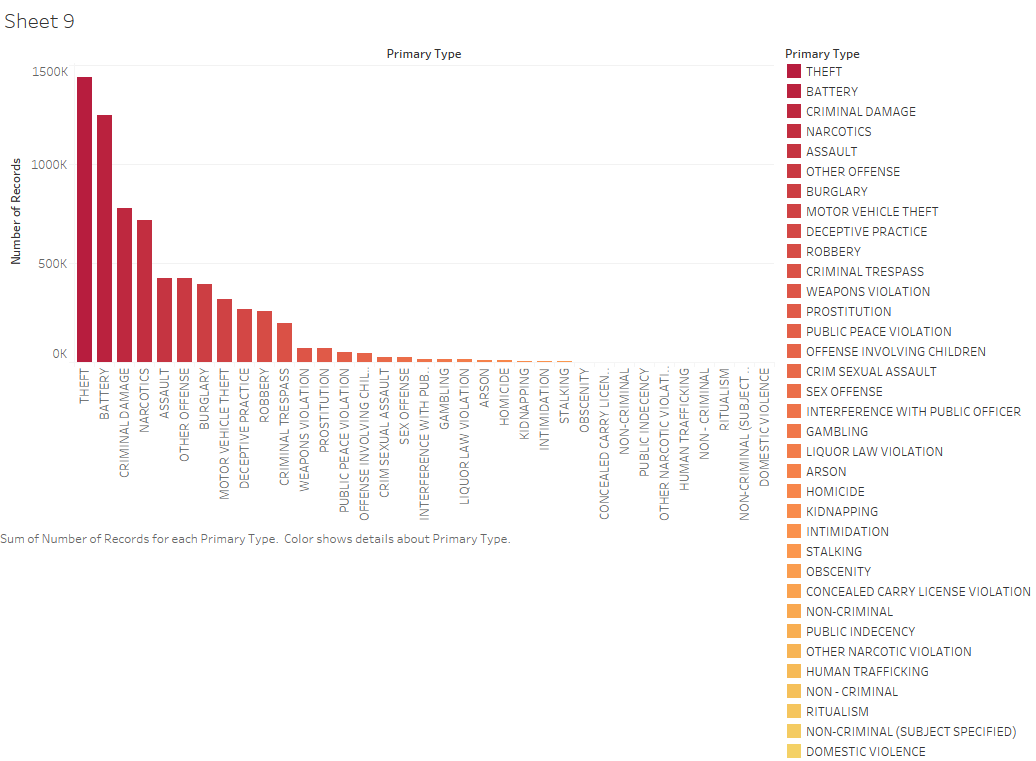 Sheet 9
Primary Type
Number of Records
1500K
1000K
500K
0K
THEFT
BATTERY
CRIMINAL DAMAGE
NARCOTICS
ASSAULT
OTHER OFFENSE
BURGLARY
MOTOR VEHICLE THEFT
DECEPTIVE PRACTICE
ROBBERY
CRIMINAL TRESPASS
WEAPONS VIOLATION
PROSTITUTION
PUBLIC PEACE VIOLATION
OFFENSE INVOLVING CHIL..
CRIM SEXUAL ASSAULT
SEX OFFENSE
INTERFERENCE WITH PUB..
GAMBLING
LIQUOR LAW VIOLATION
ARSON
HOMICIDE
KIDNAPPING
INTIMIDATION
STALKING
OBSCENITY
CONCEALED CARRY LICEN..
NON-CRIMINAL
PUBLIC INDECENCY
OTHER NARCOTIC VIOLATI..
HUMAN TRAFFICKING
NON - CRIMINAL
RITUALISM
NON-CRIMINAL (SUBJECT ..
DOMESTIC VIOLENCE
Sum of Number of Records for each Primary Type. Color shows details about Primary Type.
Primary Type
THEFT
BATTERY
CRIMINAL DAMAGE
NARCOTICS
ASSAULT
OTHER OFFENSE
BURGLARY
MOTOR VEHICLE THEFT
DECEPTIVE PRACTICE
ROBBERY
CRIMINAL TRESPASS
WEAPONS VIOLATION
PROSTITUTION
PUBLIC PEACE VIOLATION
OFFENSE INVOLVING CHILDREN
CRIM SEXUAL ASSAULT
SEX OFFENSE
INTERFERENCE WITH PUBLIC OFFICER
GAMBLING
LIQUOR LAW VIOLATION
ARSON
HOMICIDE
KIDNAPPING
INTIMIDATION
STALKING
OBSCENITY
CONCEALED CARRY LICENSE VIOLATION
NON-CRIMINAL
PUBLIC INDECENCY
OTHER NARCOTIC VIOLATION
HUMAN TRAFFICKING
NON - CRIMINAL
RITUALISM
NON-CRIMINAL (SUBJECT SPECIFIED)
DOMESTIC VIOLENCE